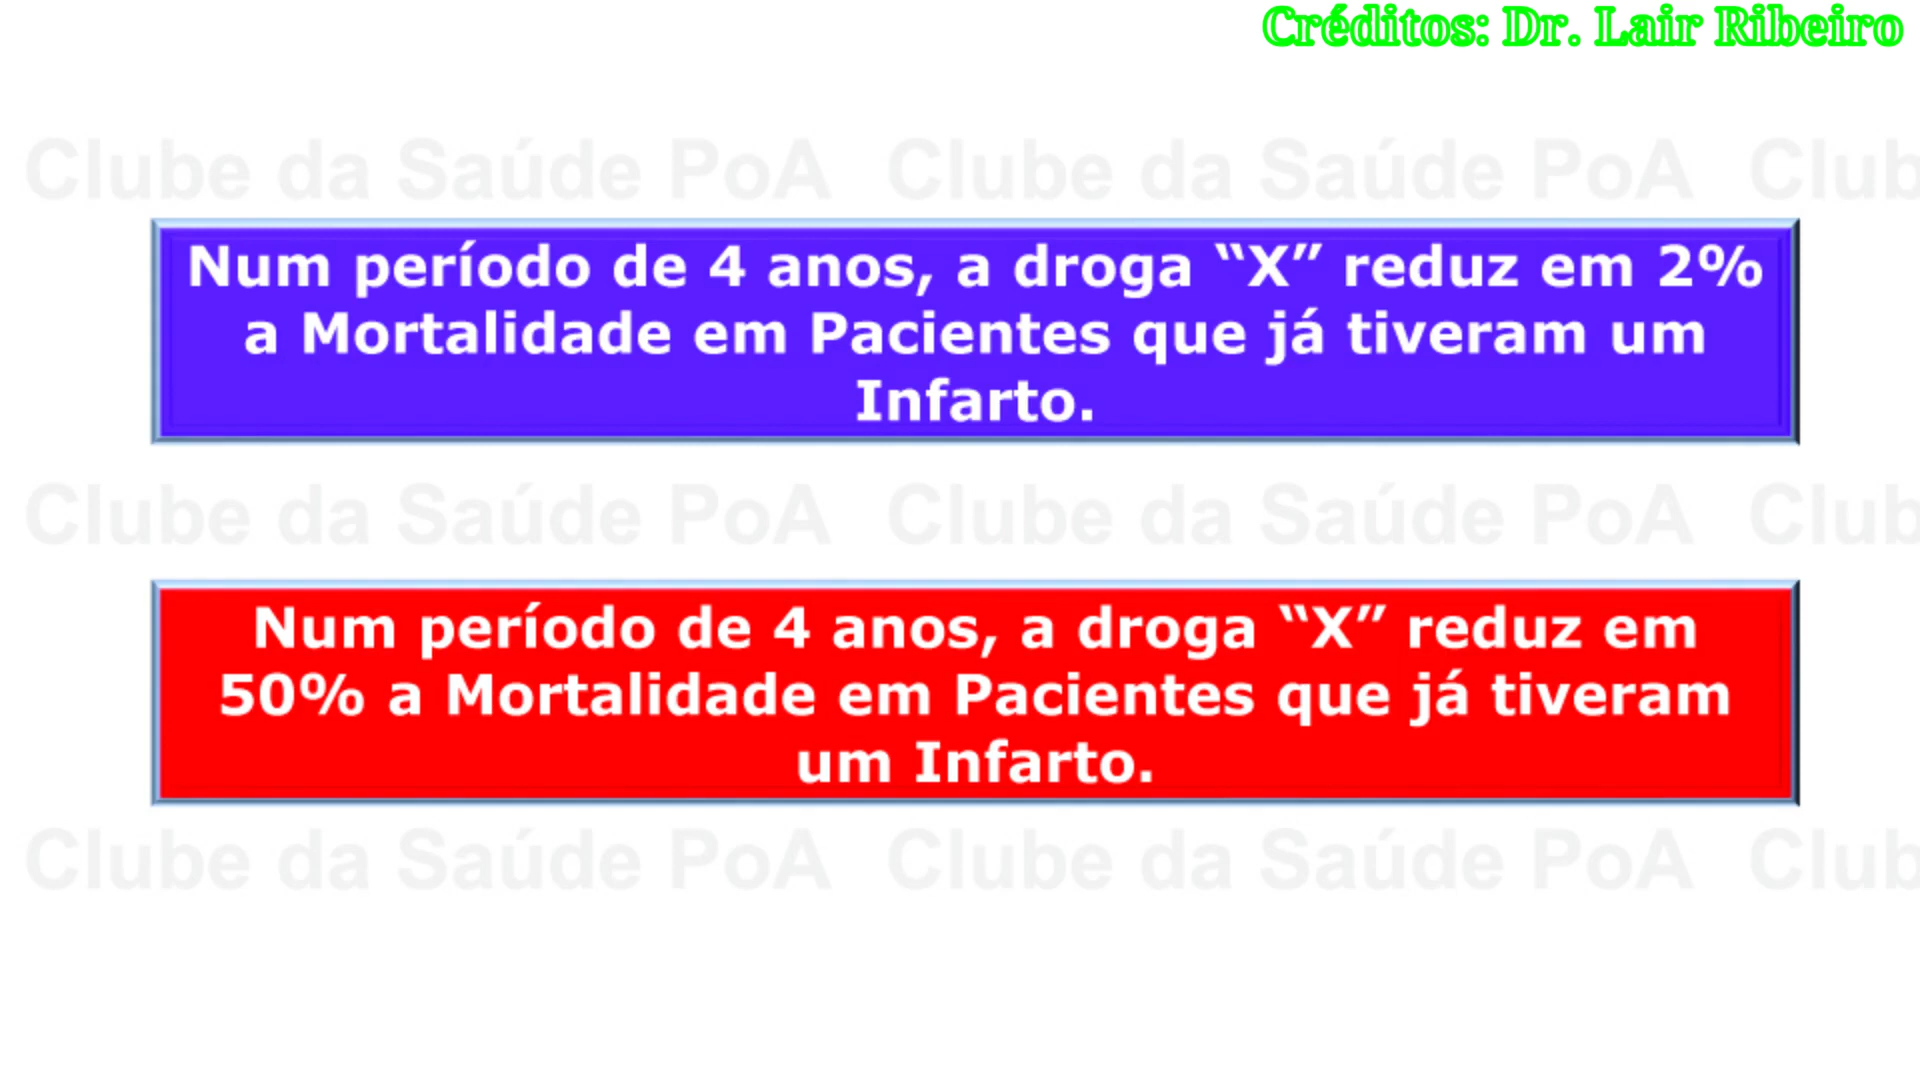 Créditos: Dr. Lair Ribeiro
Clube da Saúde PoA Clube da Saúde PoA Club
Num período de 4 anos, a droga “X” reduz em 2%
a Mortalidade em Pacientes que já tiveram um
Infarto.
Clube da Saúde PoA Clube da Saúde PoA Club
Num período de 4 anos, a droga “X” reduz em
50% a Mortalidade em Pacientes que já tiveram
um Infarto.
Clube da Saúde PoA Clube da Saúde PoA Club